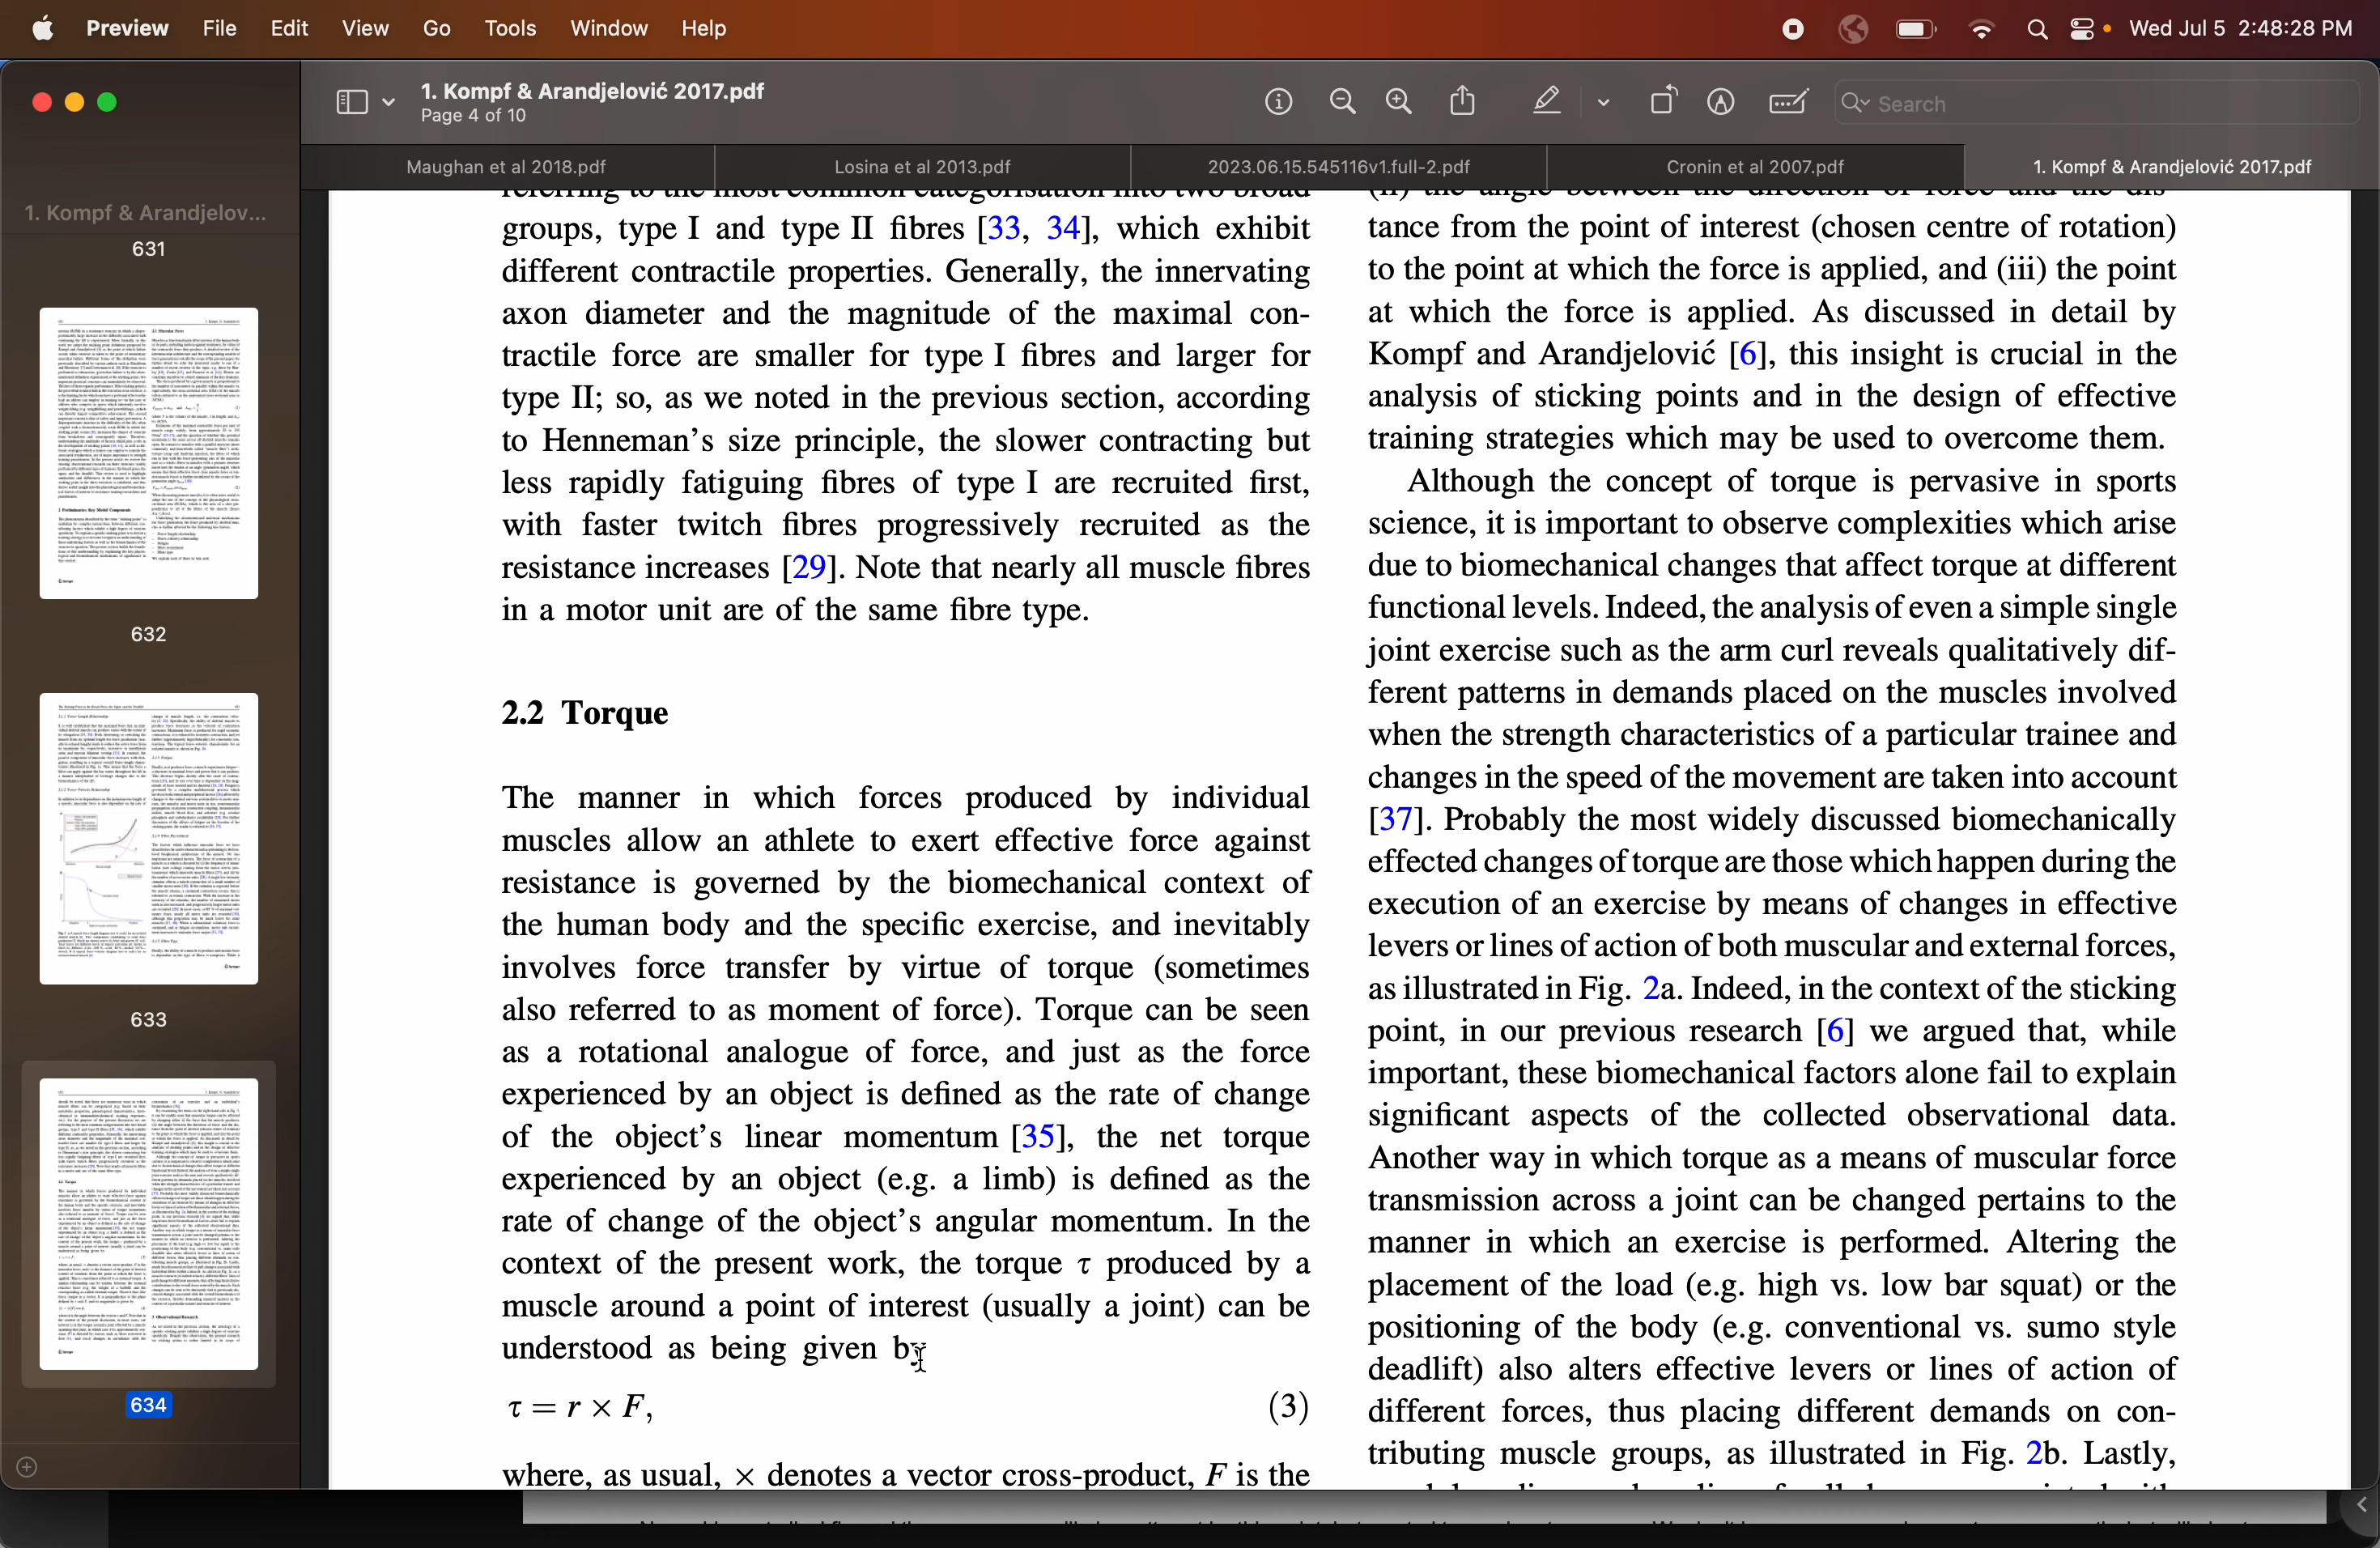 Preview File Edit View Go Tools Window Help
Wed Jul 5 2:48:28 PM
1. Kompf & Arandjelović 2017.pdf
Page 4 of 10
Search
Maughan et al 2018.pdf
Losina et al 2013.pdf
2023.06.15.545116v1.full-2.pdf
Cronin et al 2007.pdf
1. Kompf & Arandjelović 2017.pdf
1. Kompf & Arandjelov...
631
632
633
634
referring to the most common categorisation into two broad
groups, type I and type II fibres [33, 34], which exhibit
different contractile properties. Generally, the innervating
axon diameter and the magnitude of the maximal con-
tractile force are smaller for type I fibres and larger for
type II; so, as we noted in the previous section, according
to Henneman's size principle, the slower contracting but
less rapidly fatiguing fibres of type I are recruited first,
with faster twitch fibres progressively recruited as the
resistance increases [29]. Note that nearly all muscle fibres
in a motor unit are of the same fibre type.
2.2 Torque
The manner in which forces produced by individual
muscles allow an athlete to exert effective force against
resistance is governed by the biomechanical context of
the human body and the specific exercise, and inevitably
involves force transfer by virtue of torque (sometimes
also referred to as moment of force). Torque can be seen
as a rotational analogue of force, and just as the force
experienced by an object is defined as the rate of change
of the object's linear momentum [35], the net torque
experienced by an object (e.g. a limb) is defined as the
rate of change of the object's angular momentum. In the
context of the present work, the torque τ produced by a
muscle around a point of interest (usually a joint) can be
understood as being given by
τ = r × F, (3)
where, as usual, × denotes a vector cross-product, F is the
(ii) the angle between the direction of force and the dis-
tance from the point of interest (chosen centre of rotation)
to the point at which the force is applied, and (iii) the point
at which the force is applied. As discussed in detail by
Kompf and Arandjelović [6], this insight is crucial in the
analysis of sticking points and in the design of effective
training strategies which may be used to overcome them.
Although the concept of torque is pervasive in sports
science, it is important to observe complexities which arise
due to biomechanical changes that affect torque at different
functional levels. Indeed, the analysis of even a simple single
joint exercise such as the arm curl reveals qualitatively dif-
ferent patterns in demands placed on the muscles involved
when the strength characteristics of a particular trainee and
changes in the speed of the movement are taken into account
[37]. Probably the most widely discussed biomechanically
effected changes of torque are those which happen during the
execution of an exercise by means of changes in effective
levers or lines of action of both muscular and external forces,
as illustrated in Fig. 2a. Indeed, in the context of the sticking
point, in our previous research [6] we argued that, while
important, these biomechanical factors alone fail to explain
significant aspects of the collected observational data.
Another way in which torque as a means of muscular force
transmission across a joint can be changed pertains to the
manner in which an exercise is performed. Altering the
placement of the load (e.g. high vs. low bar squat) or the
positioning of the body (e.g. conventional vs. sumo style
deadlift) also alters effective levers or lines of action of
different forces, thus placing different demands on con-
tributing muscle groups, as illustrated in Fig. 2b. Lastly,